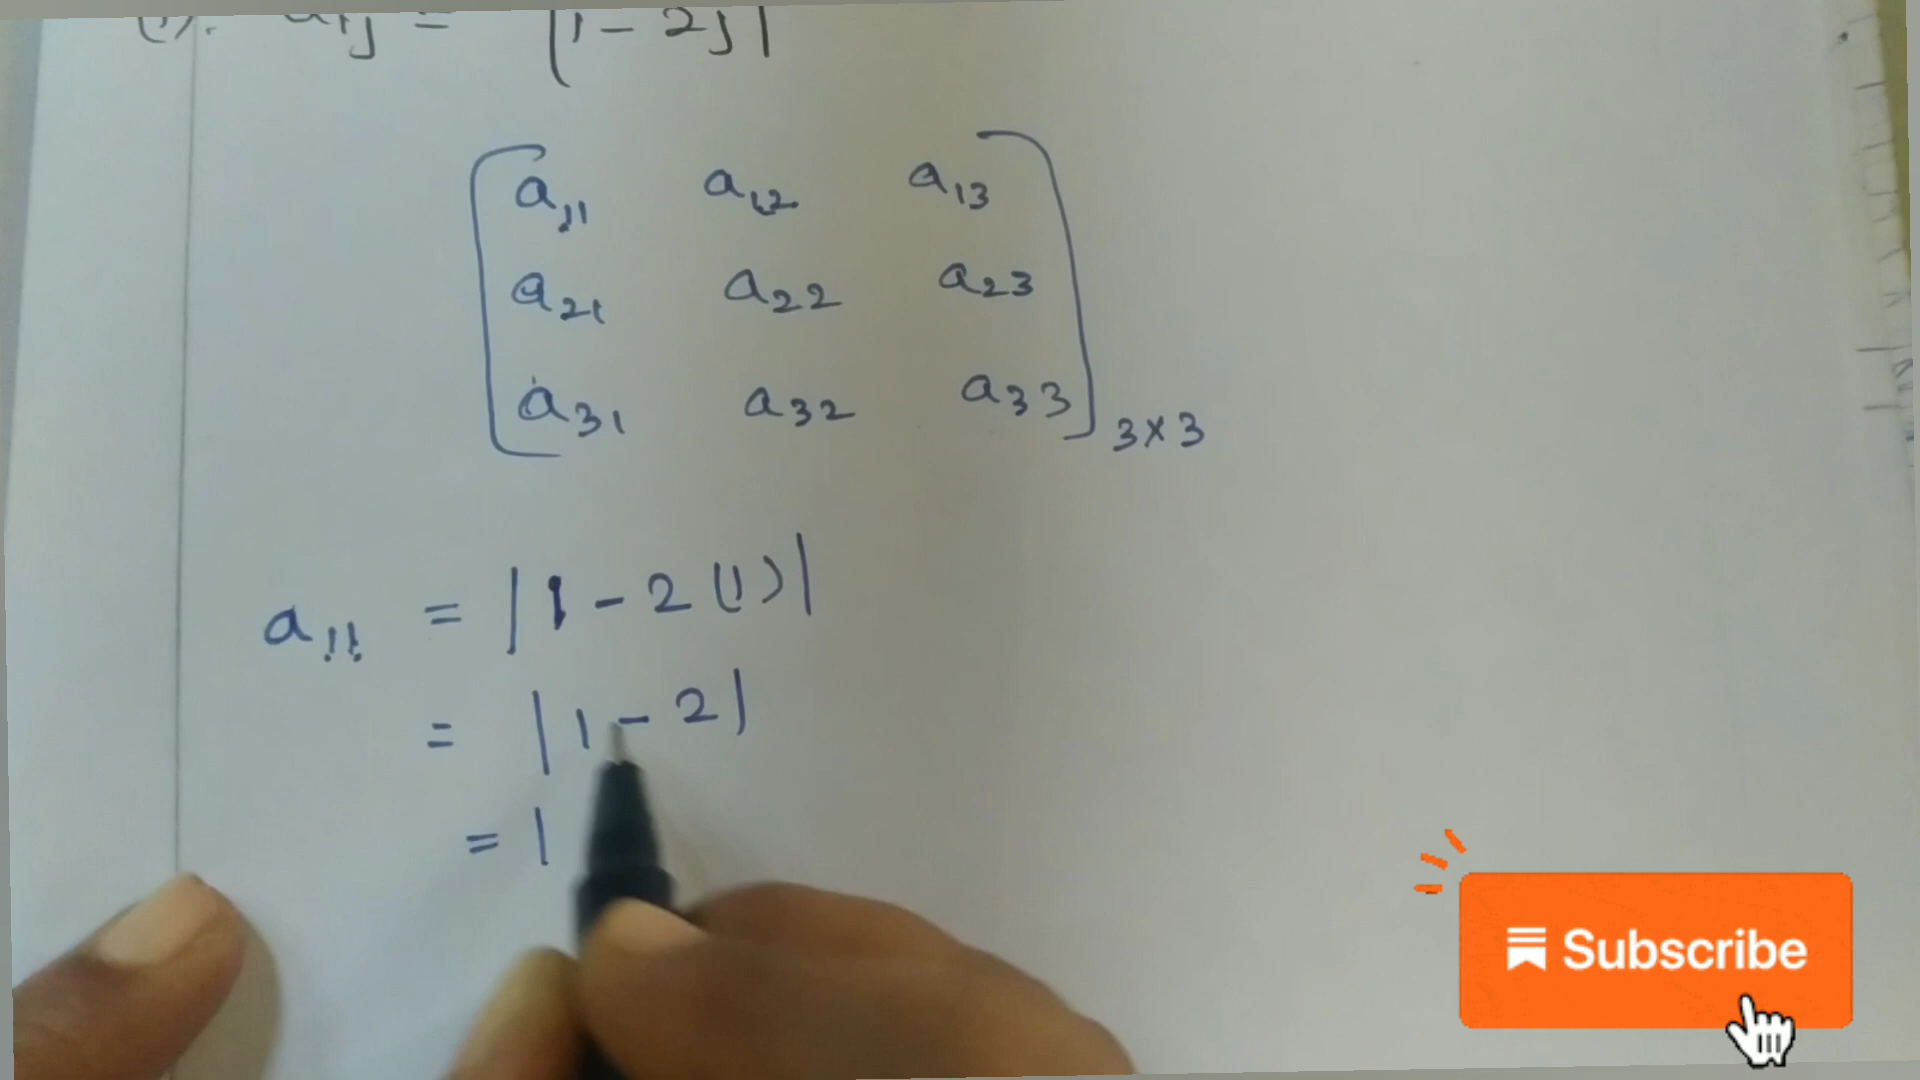 (i). aij = |i - 2j|
a11 a12 a13
a21 a22 a23
a31 a32 a33 3×3
a11 = |1 - 2(1)|
= |1 - 2|
= |
Subscribe